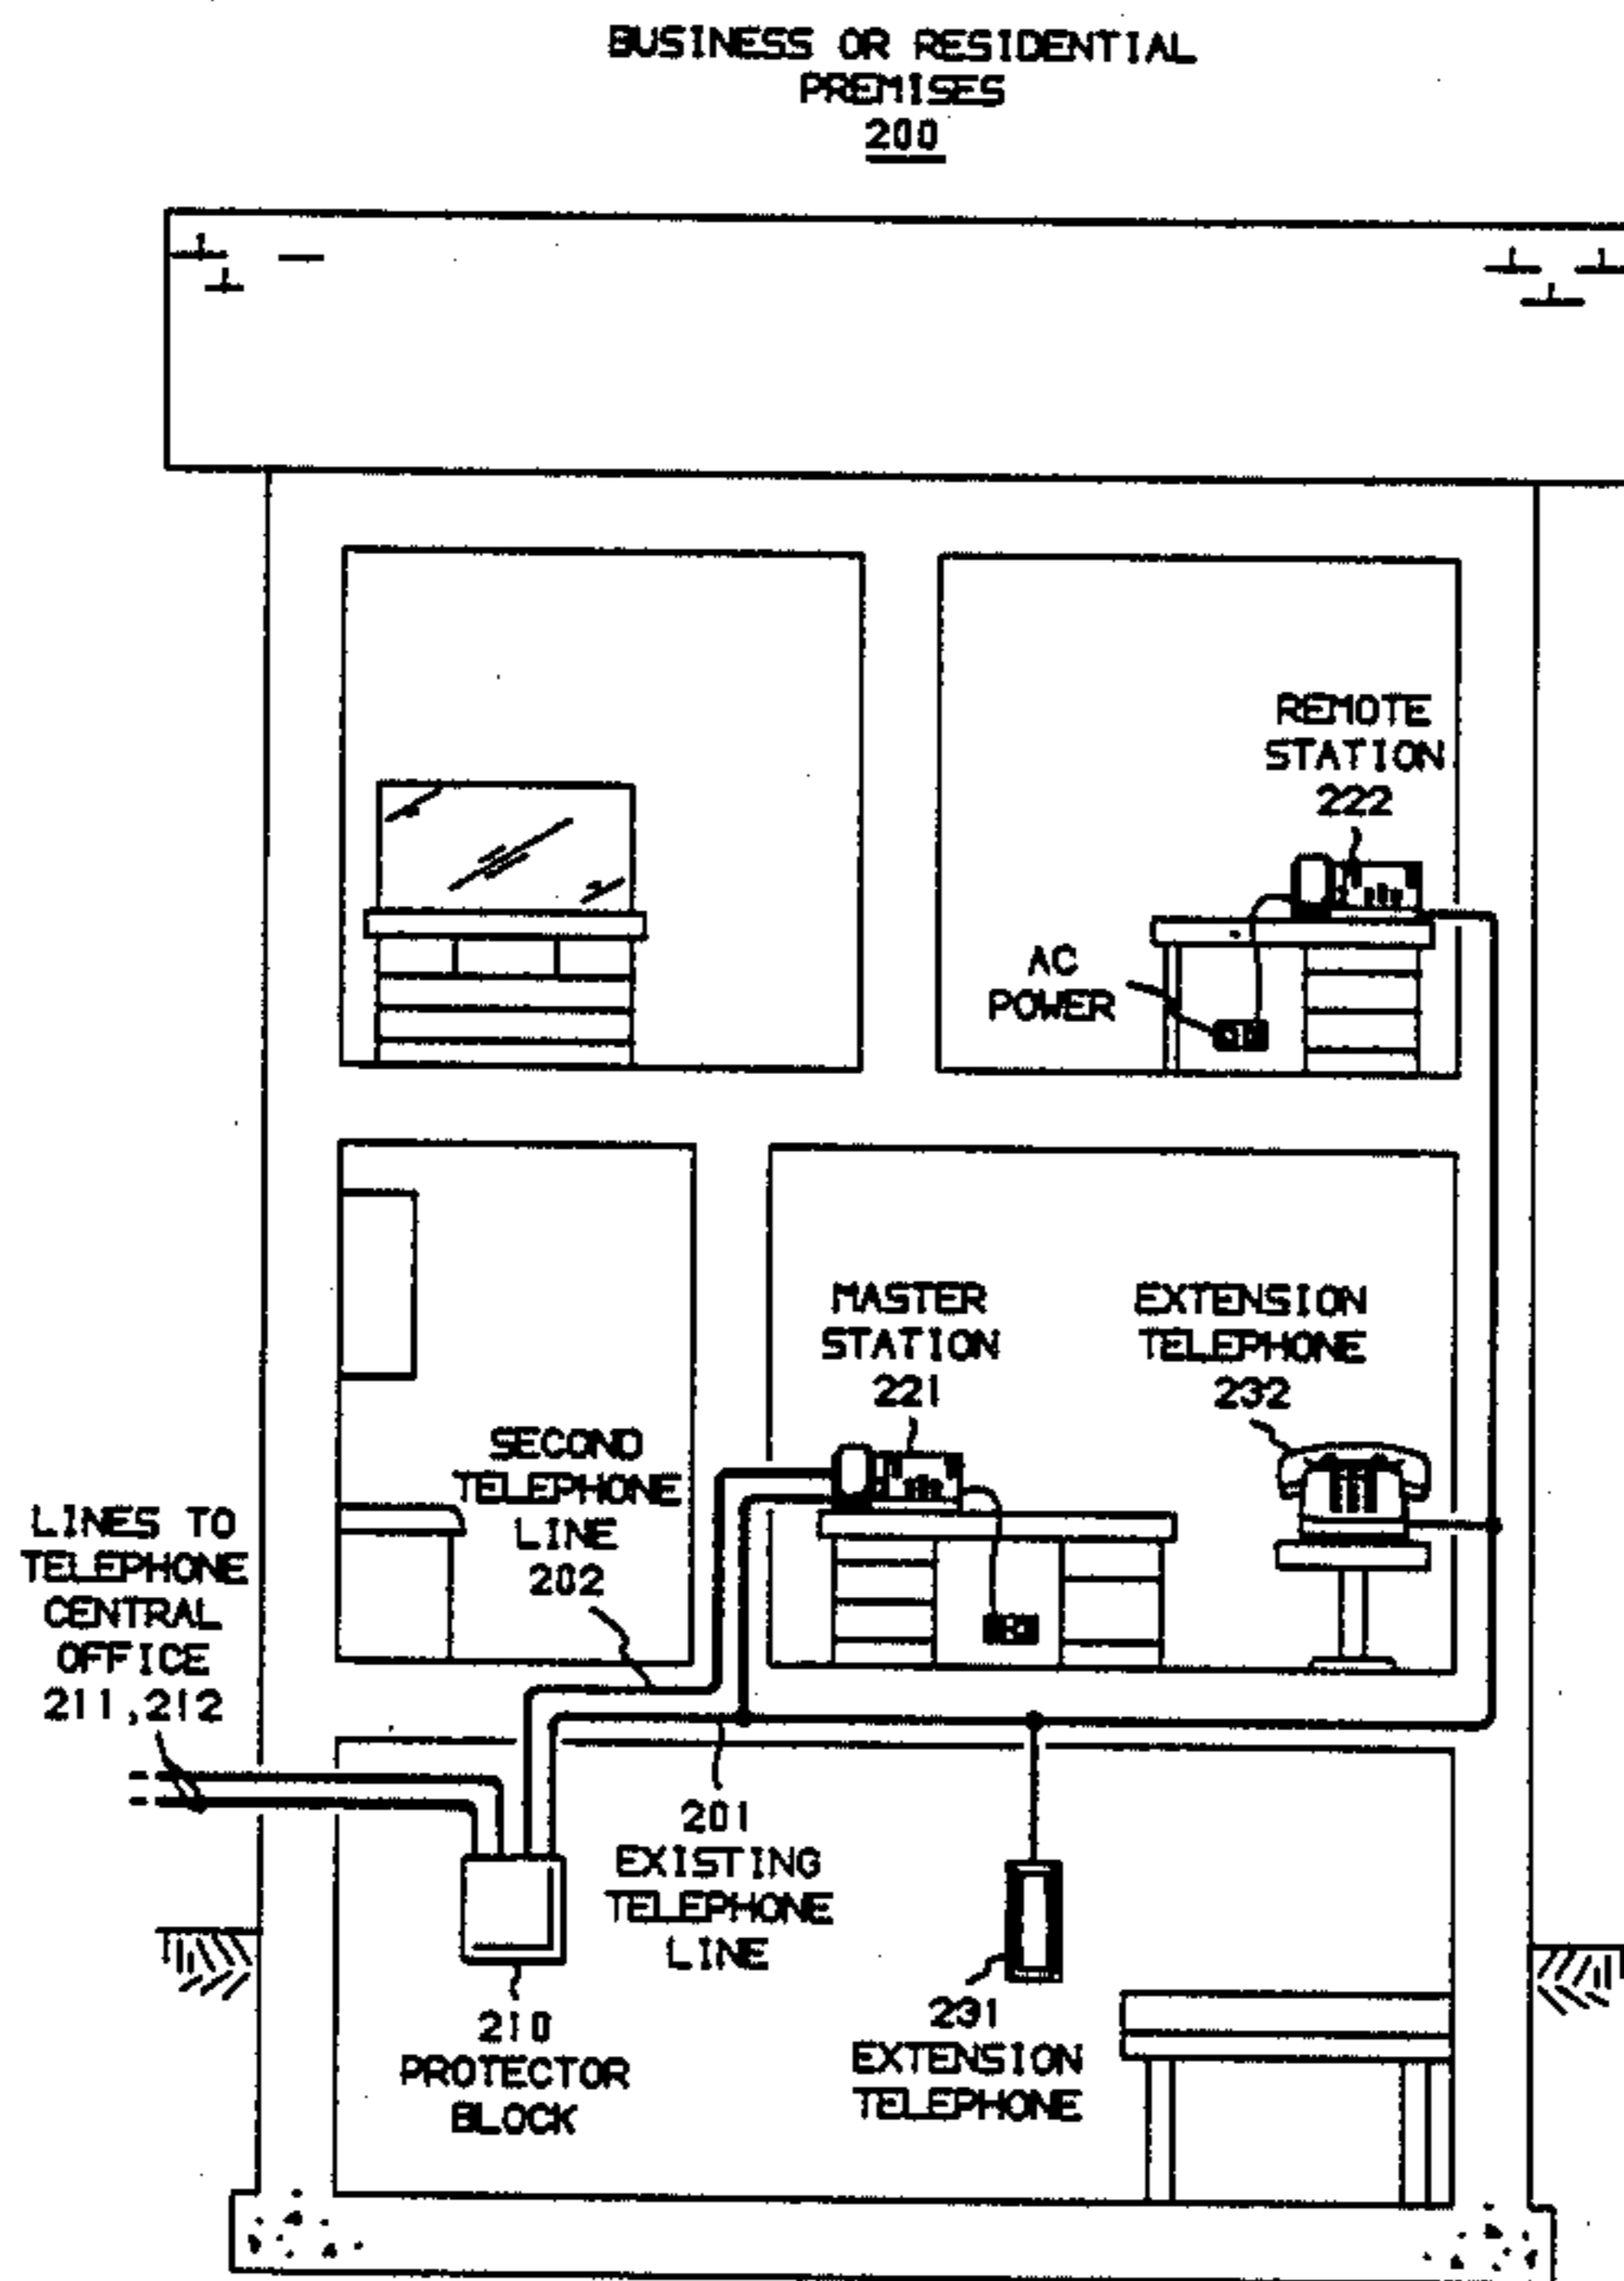 BUSINESS OR RESIDENTIAL
PREMISES
200
REMOTE
STATION
222
AC
POWER
MASTER
STATION
221
EXTENSION
TELEPHONE
232
SECOND
TELEPHONE
LINE
202
LINES TO
TELEPHONE
CENTRAL
OFFICE
211,212
201
EXISTING
TELEPHONE
LINE
210
PROTECTOR
BLOCK
231
EXTENSION
TELEPHONE